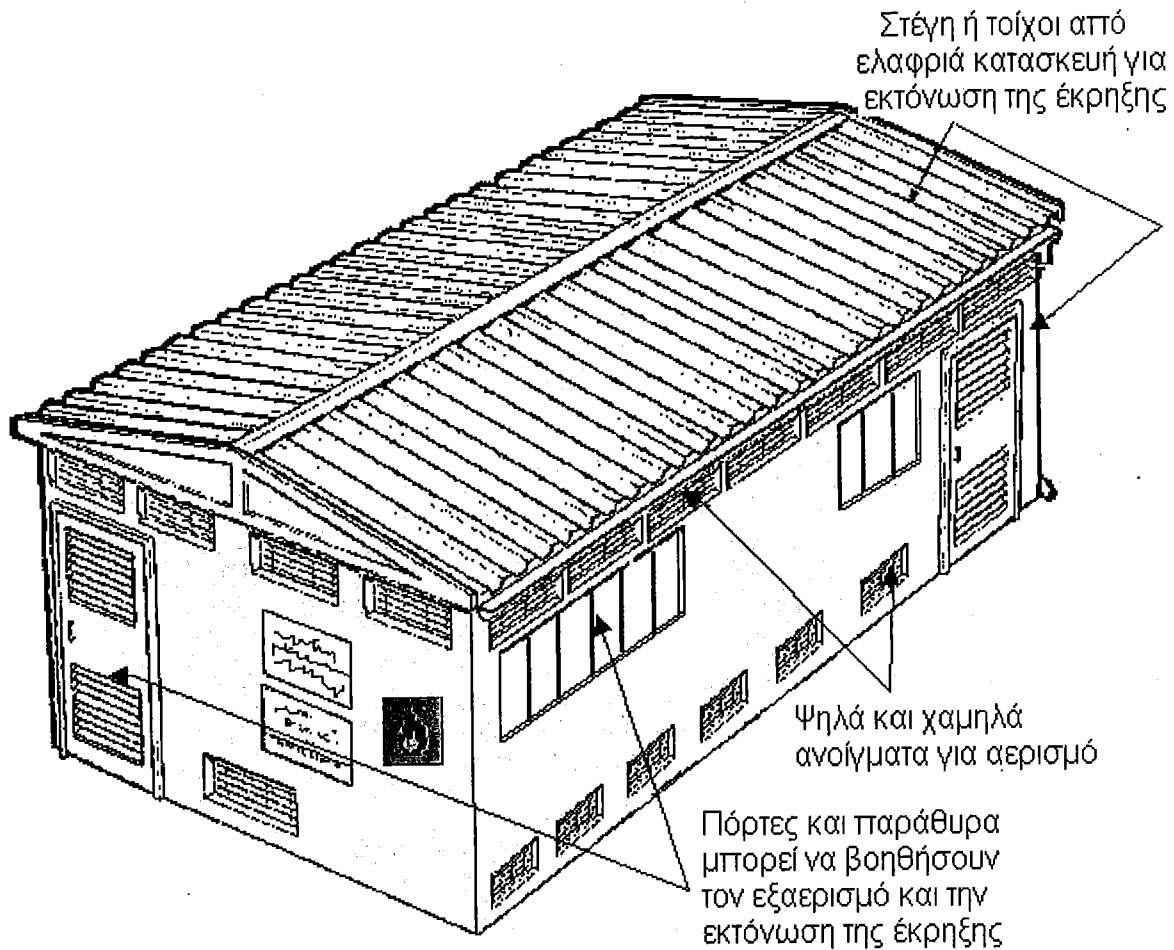 Στέγη ή τοίχοι από
ελαφριά κατασκευή για
εκτόνωση της έκρηξης
Ψηλά και χαμηλά
ανοίγματα για αερισμό
Πόρτες και παράθυρα
μπορεί να βοηθήσουν
τον εξαερισμό και την
εκτόνωση της έκρηξης